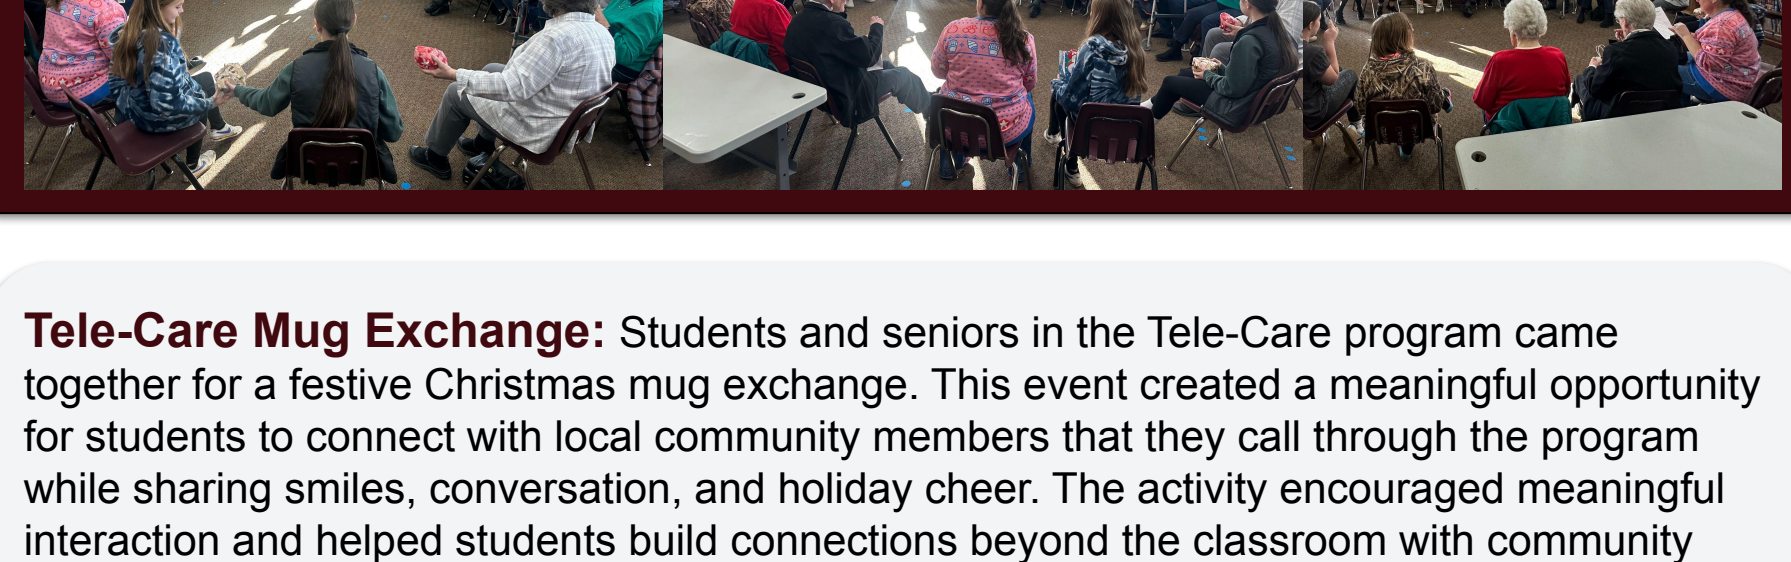 Tele-Care Mug Exchange: Students and seniors in the Tele-Care program came
together for a festive Christmas mug exchange. This event created a meaningful opportunity
for students to connect with local community members that they call through the program
while sharing smiles, conversation, and holiday cheer. The activity encouraged meaningful
interaction and helped students build connections beyond the classroom with community